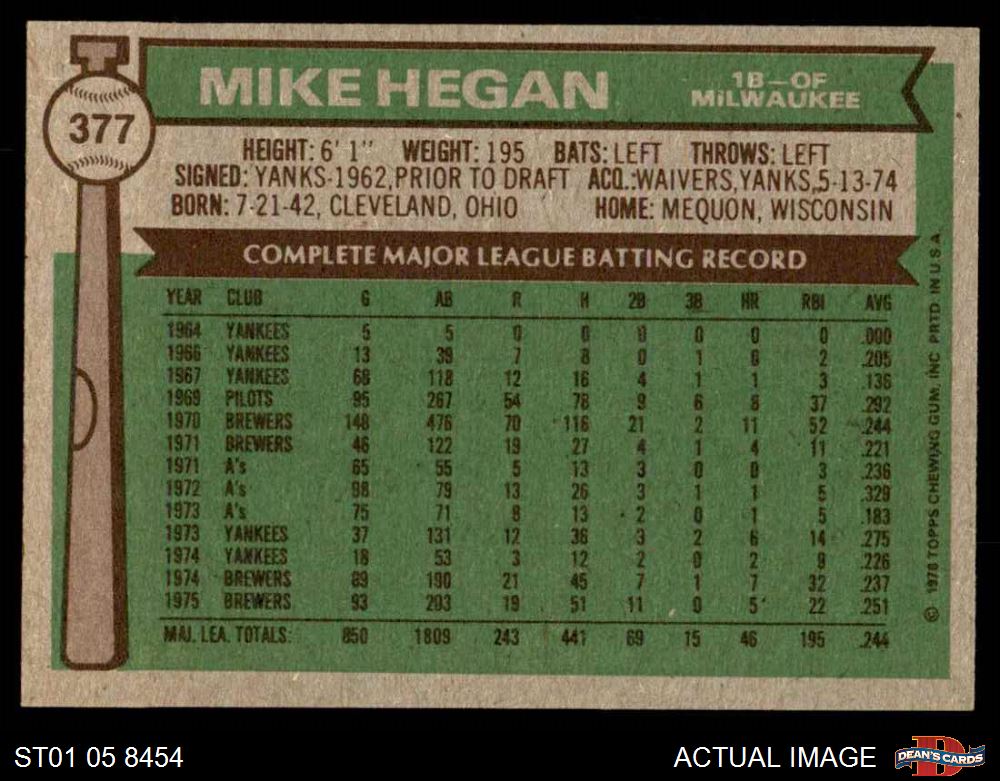 377
MIKE HEGAN
1B—OF
MiLWAUKEE
HEIGHT: 6' 1" WEIGHT: 195 BATS: LEFT THROWS: LEFT
SIGNED: YANKS-1962, PRIOR TO DRAFT ACQ.: WAIVERS, YANKS, 5-13-74
BORN: 7-21-42, CLEVELAND, OHIO HOME: MEQUON, WISCONSIN
COMPLETE MAJOR LEAGUE BATTING RECORD
YEAR CLUB G AB R H 2B 3B HR RBI AVG
1964 YANKEES 5 5 0 0 0 0 0 0 .000
1966 YANKEES 13 39 7 8 0 1 0 2 .205
1967 YANKEES 68 118 12 16 4 1 1 3 .136
1969 PILOTS 95 267 54 78 9 6 8 37 .292
1970 BREWERS 148 476 70 116 21 2 11 52 .244
1971 BREWERS 46 122 19 27 4 1 4 11 .221
1971 A's 65 55 5 13 3 0 0 3 .236
1972 A's 98 79 13 26 3 1 1 5 .329
1973 A's 75 71 8 13 2 0 1 5 .183
1973 YANKEES 37 131 12 36 3 2 6 14 .275
1974 YANKEES 18 53 3 12 2 0 2 9 .226
1974 BREWERS 89 190 21 45 7 1 7 32 .237
1975 BREWERS 93 203 19 51 11 0 5 22 .251
MAJ. LEA. TOTALS: 850 1809 243 441 69 15 46 195 .244
© 1976 TOPPS CHEWING GUM, INC PRTD IN U.S.A.
ST01 05 8454
ACTUAL IMAGE
D
DEAN'S CARDS